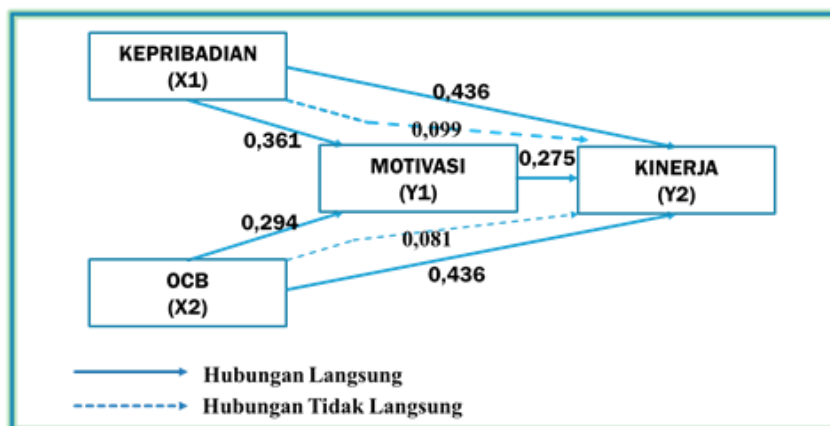 KEPRIBADIAN
(X1)
0,436
0,099
0,361
MOTIVASI
(Y1)
0,275
KINERJA
(Y2)
0,294
0,081
0,436
OCB
(X2)
Hubungan Langsung
Hubungan Tidak Langsung